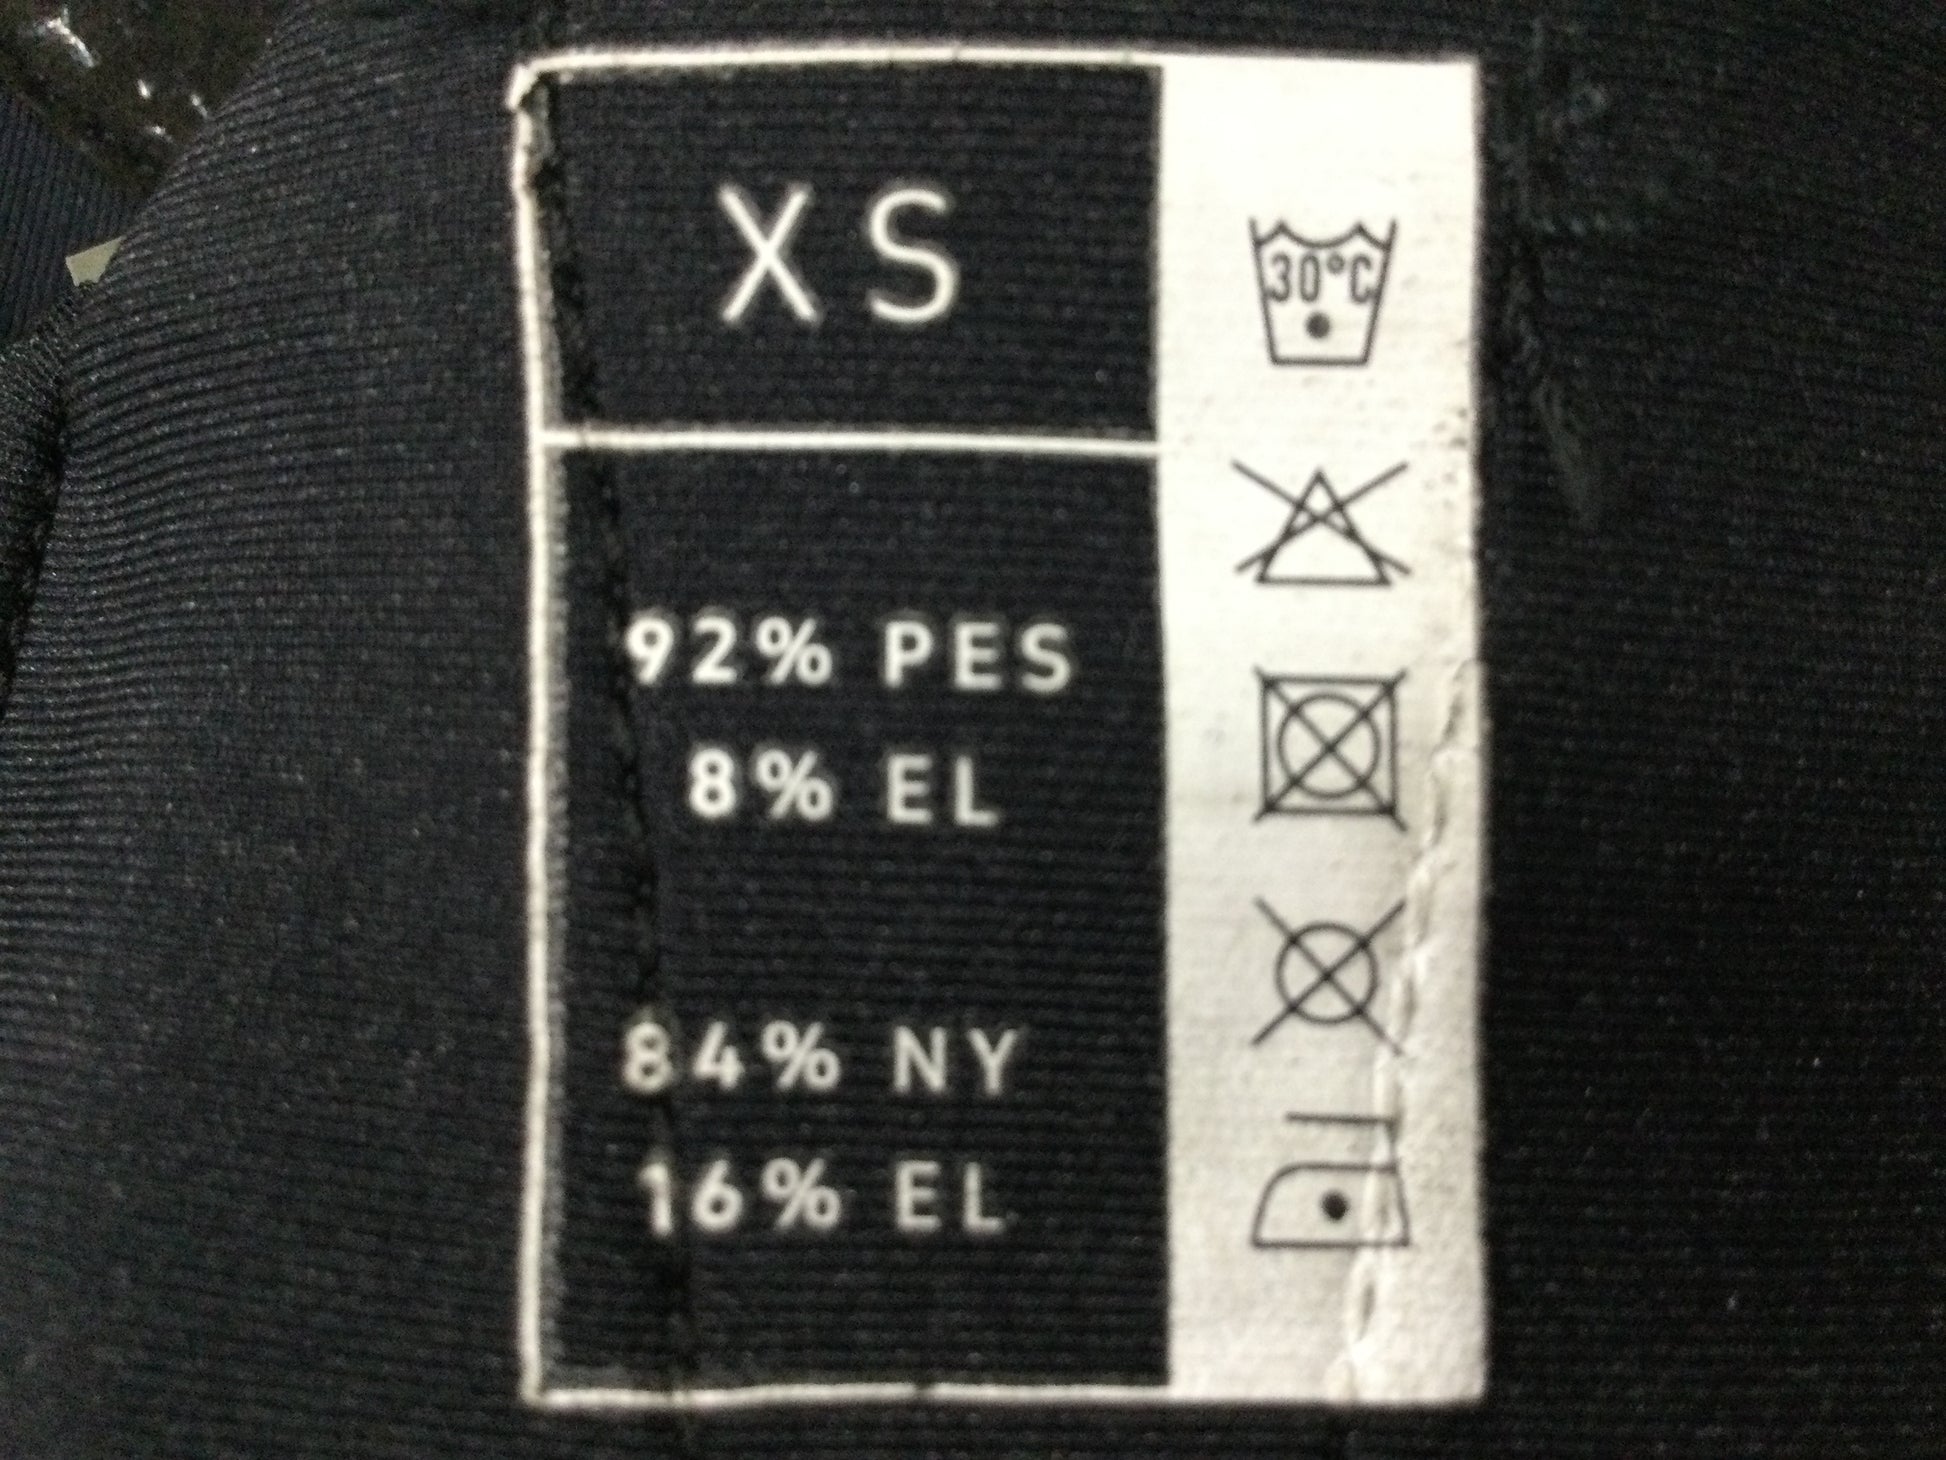 XS
30°C
92% PES
8% EL
84% NY
16% EL